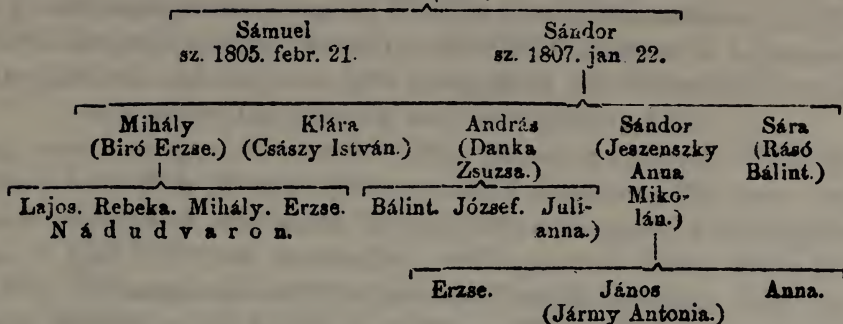 Sámuel Sándor
sz. 1805. febr. 21. sz. 1807. jan. 22.
Mihály Klára András Sándor Sára
(Biró Erzse.) (Császy István.) (Danka (Jeszenszky (Rásó
Zsuzsa.) Anna Bálint.)
Miko-
Lajos. Rebeka. Mihály. Erzse. Bálint. József. Juli- lán.)
Nádudvaron. anna.)
Erzse. János Anna.
(Jármy Antonia.)